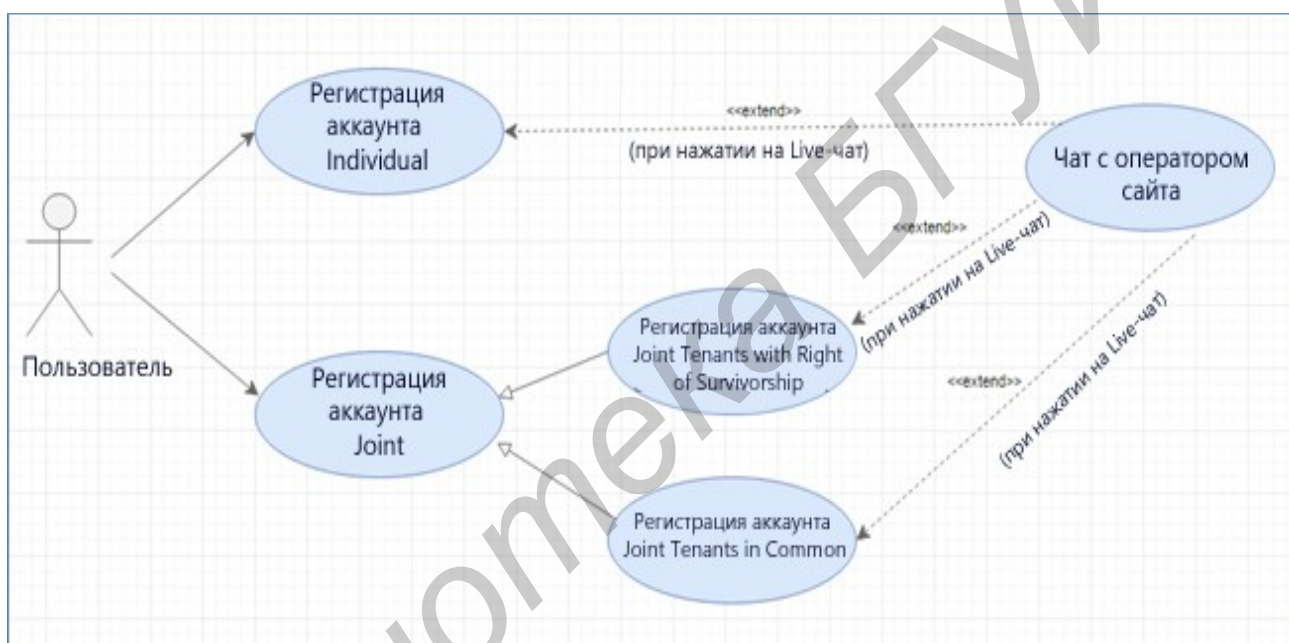 Регистрация
аккаунта
Individual
<<extend>>
(при нажатии на Live-чат)
Чат с оператором
сайта
<<extend>>
(при нажатии на Live-чат)
Пользователь
Регистрация
аккаунта
Joint
Регистрация аккаунта
Joint Tenants with Right
of Survivorship
<<extend>>
(при нажатии на Live-чат)
Регистрация аккаунта
Joint Tenants in Common